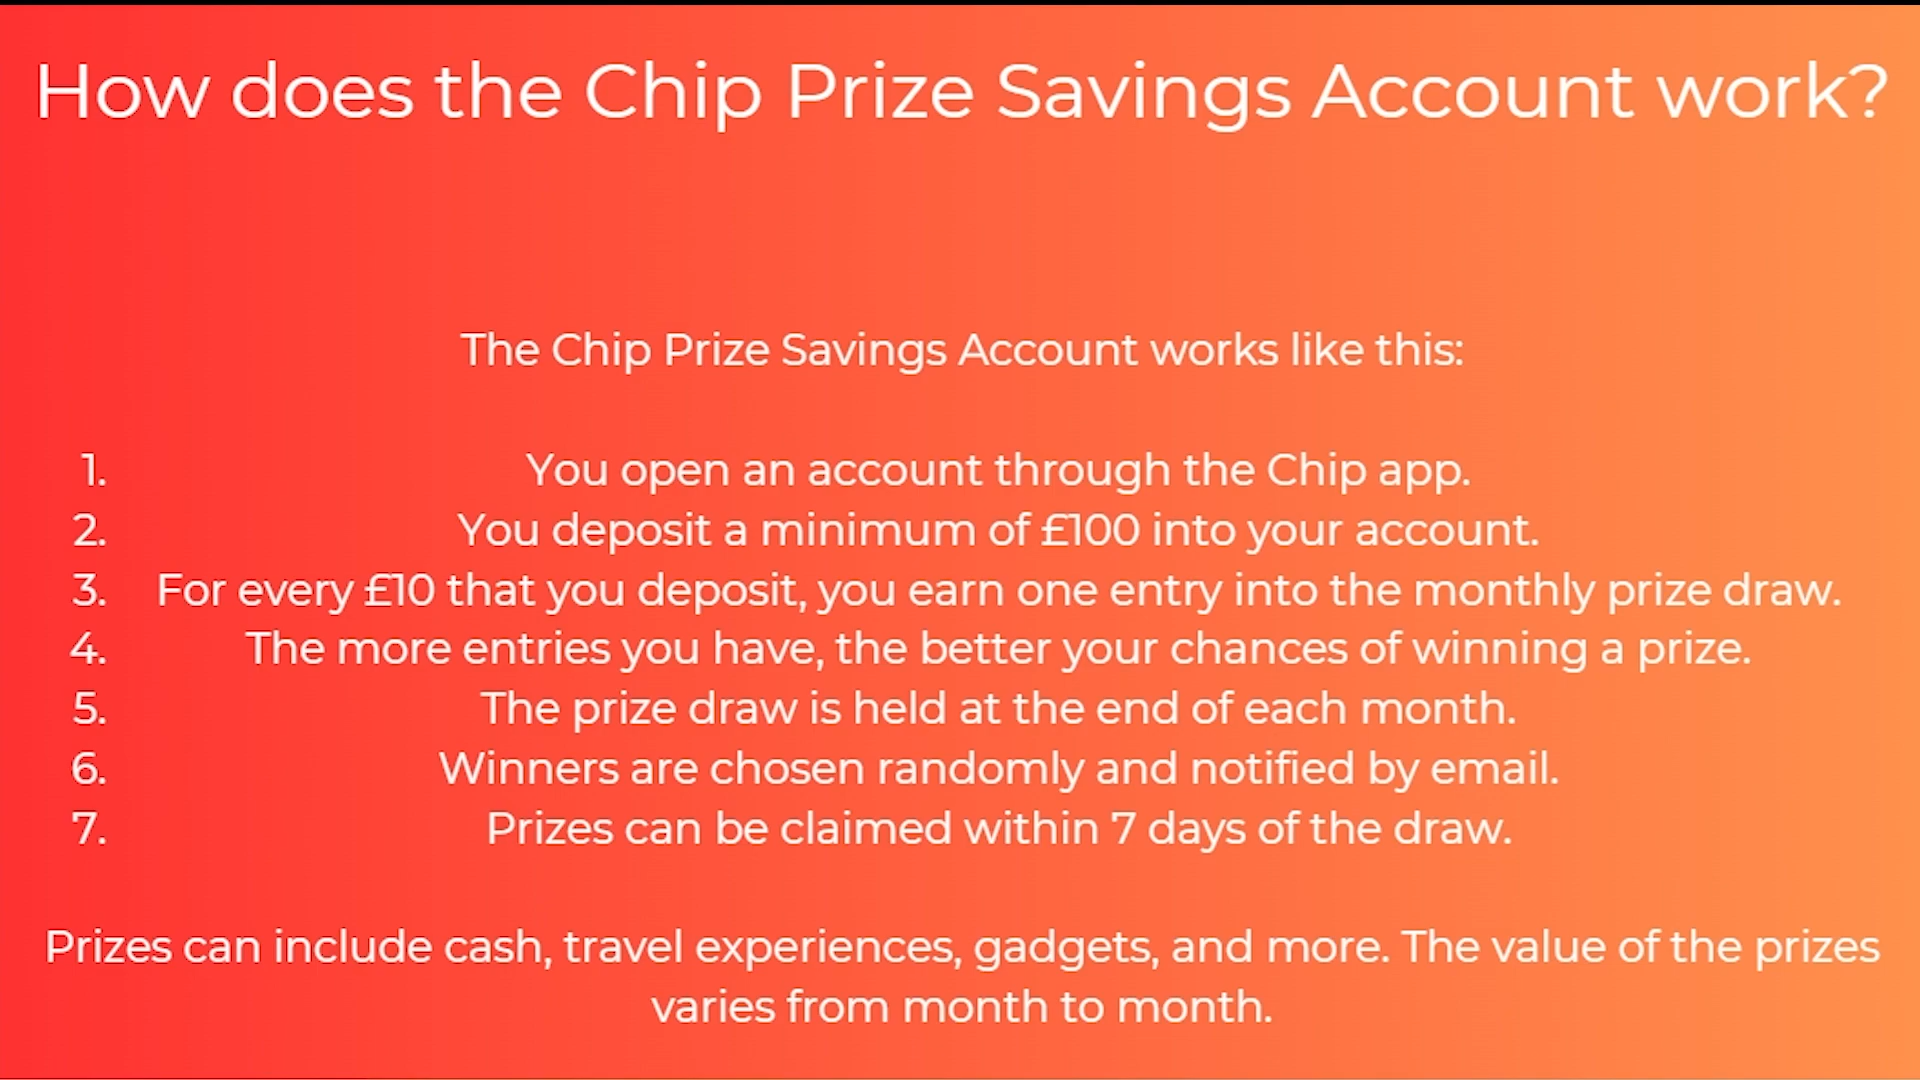 How does the Chip Prize Savings Account work?
The Chip Prize Savings Account works like this:
1. You open an account through the Chip app.
2. You deposit a minimum of £100 into your account.
3. For every £10 that you deposit, you earn one entry into the monthly prize draw.
4. The more entries you have, the better your chances of winning a prize.
5. The prize draw is held at the end of each month.
6. Winners are chosen randomly and notified by email.
7. Prizes can be claimed within 7 days of the draw.
Prizes can include cash, travel experiences, gadgets, and more. The value of the prizes
varies from month to month.